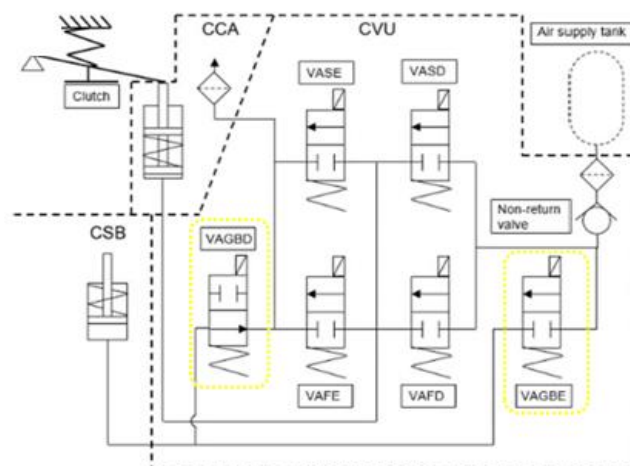 CCA
CVU
Air supply tank
VASE
VASD
Clutch
Non-return
valve
CSB
VAGBD
VAFE
VAFD
VAGBE